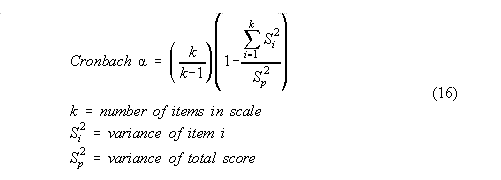 Cronbach α = (k/k-1)(1-∑_{i=1}^{k} S_i^2/S_p^2)
k = number of items in scale
(16)
S_i^2 = variance of item i
S_p^2 = variance of total score